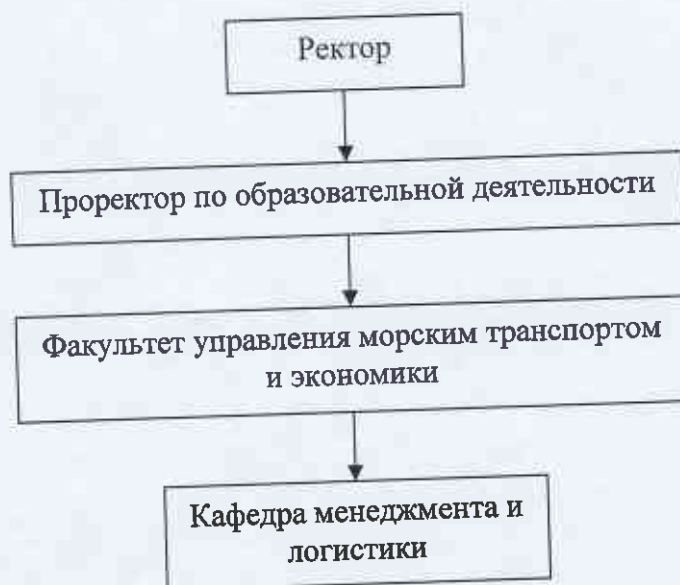 Ректор
Проректор по образовательной деятельности
Факультет управления морским транспортом
и экономики
Кафедра менеджмента и
логистики